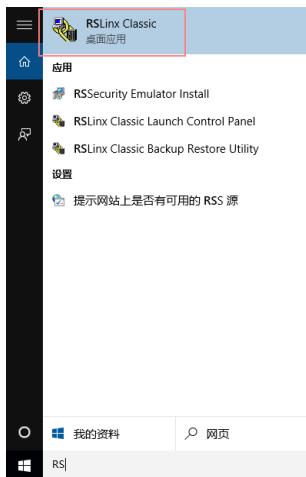 RSLinx Classic
桌面应用
应用
RSSecurity Emulator Install
RSLinx Classic Launch Control Panel
RSLinx Classic Backup Restore Utility
设置
提示网站上是否有可用的 RSS 源
我的资料 网页
RS